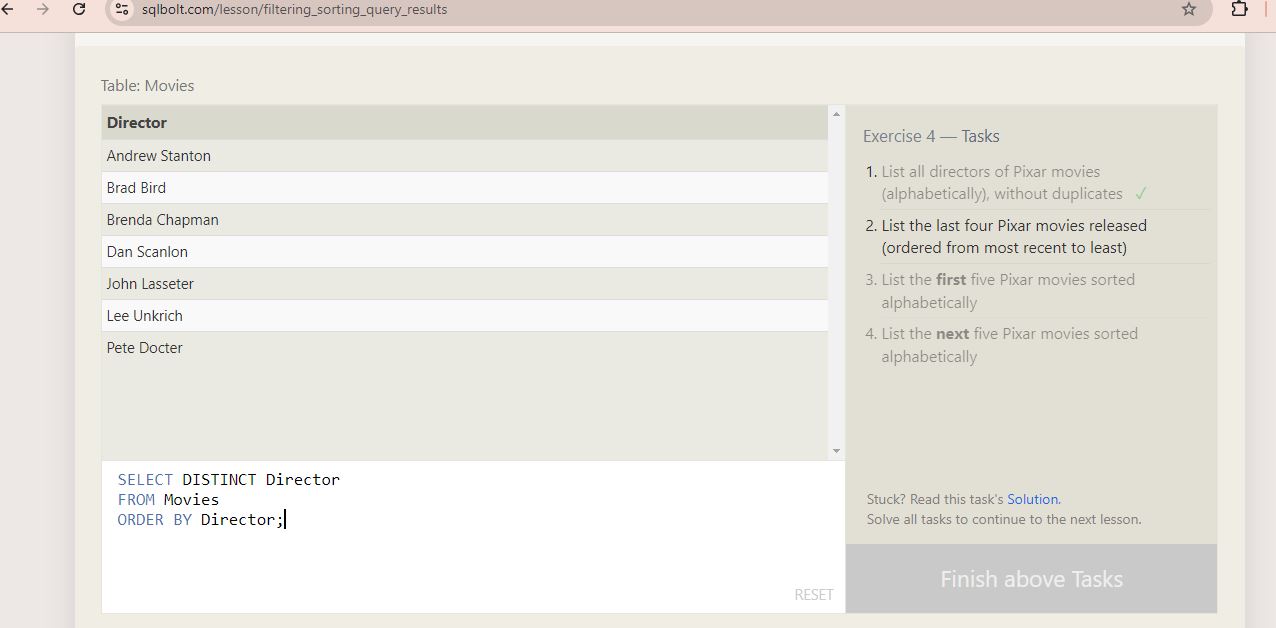 sqlbolt.com/lesson/filtering_sorting_query_results
Table: Movies
Director
Andrew Stanton
Brad Bird
Brenda Chapman
Dan Scanlon
John Lasseter
Lee Unkrich
Pete Docter
SELECT DISTINCT Director
FROM Movies
ORDER BY Director;
RESET
Exercise 4 — Tasks
1. List all directors of Pixar movies
(alphabetically), without duplicates ✓
2. List the last four Pixar movies released
(ordered from most recent to least)
3. List the first five Pixar movies sorted
alphabetically
4. List the next five Pixar movies sorted
alphabetically
Stuck? Read this task's Solution.
Solve all tasks to continue to the next lesson.
Finish above Tasks